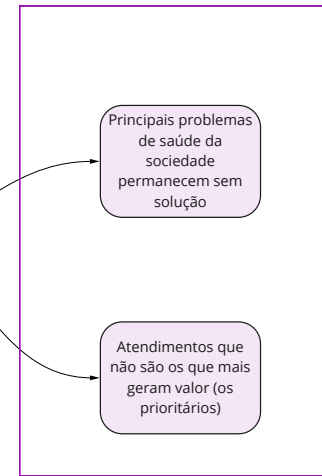 Principais problemas
de saúde da
sociedade
permanecem sem
solução
Atendimentos que
não são os que mais
geram valor (os
prioritários)